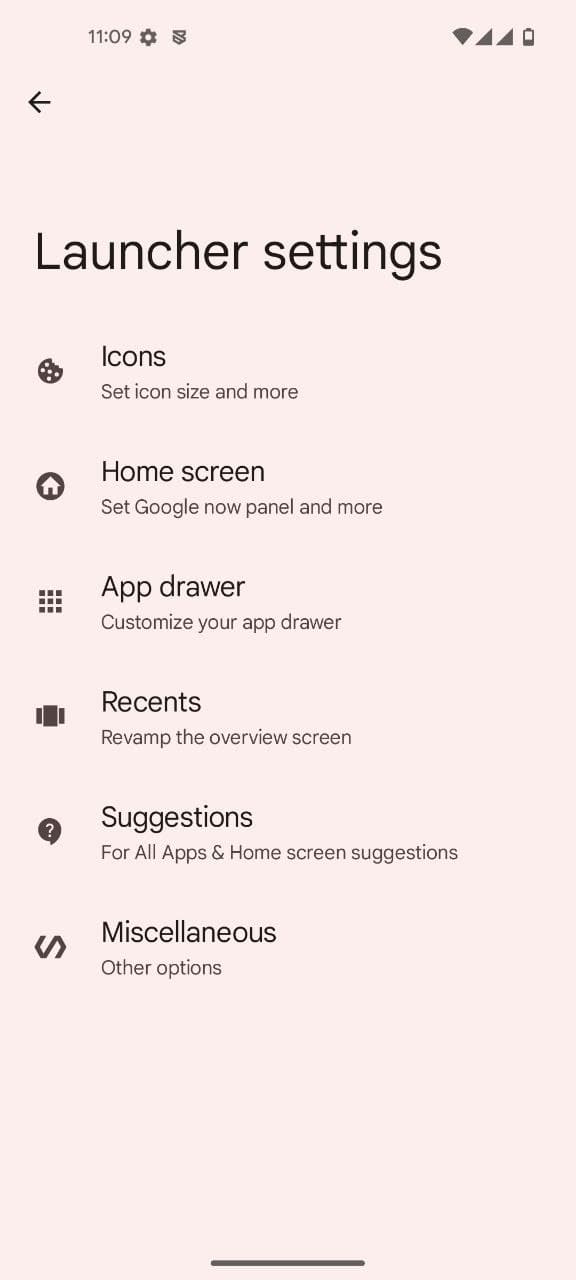 11:09
Launcher settings
Icons
Set icon size and more
Home screen
Set Google now panel and more
App drawer
Customize your app drawer
Recents
Revamp the overview screen
Suggestions
For All Apps & Home screen suggestions
Miscellaneous
Other options